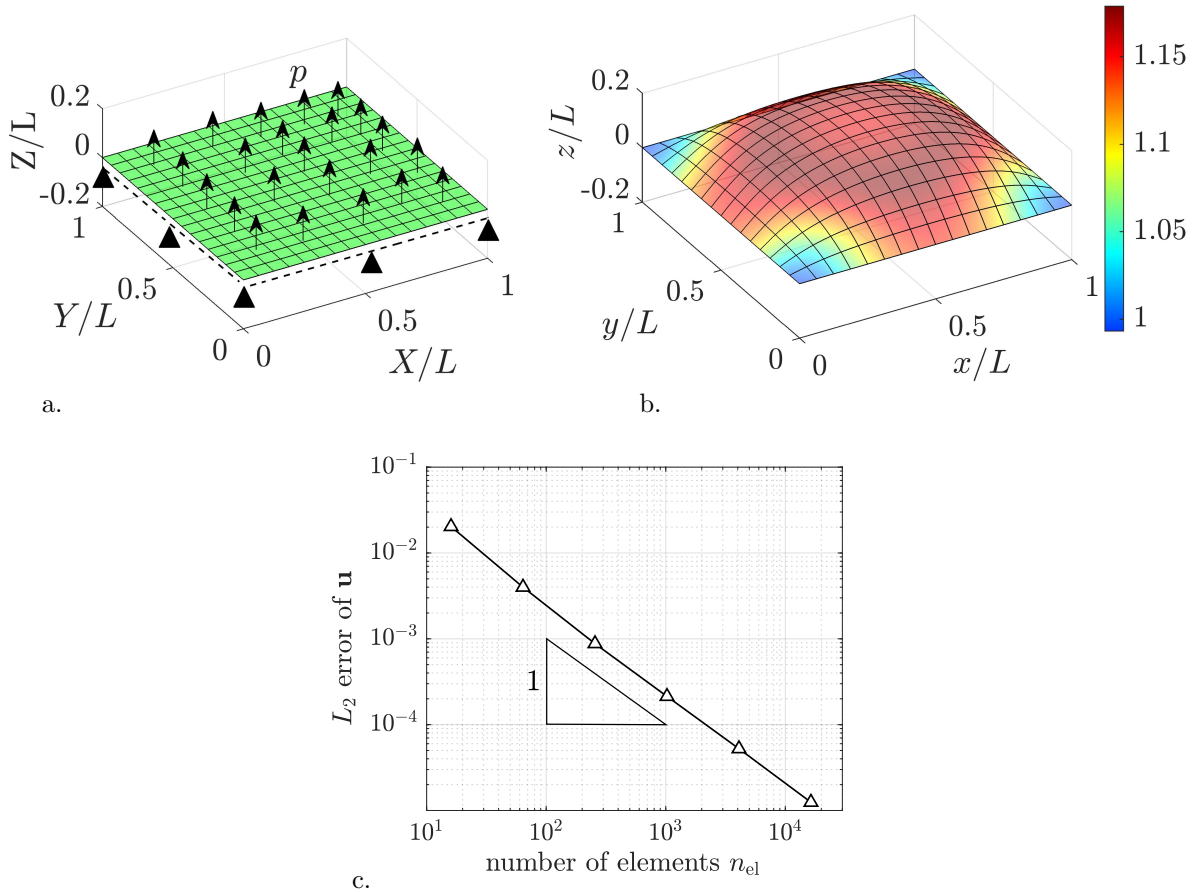 p
0.2
0
-0.2
Z/L
1
0.5
0
Y/L
0
0.5
1
X/L
a.
0.2
0
-0.2
z/L
1
0.5
0
y/L
0
0.5
1
x/L
b.
1.15
1.1
1.05
1
10^{-1}
10^{-2}
10^{-3}
10^{-4}
L_2 error of u
1
10^1
10^2
10^3
10^4
number of elements n_{el}
c.